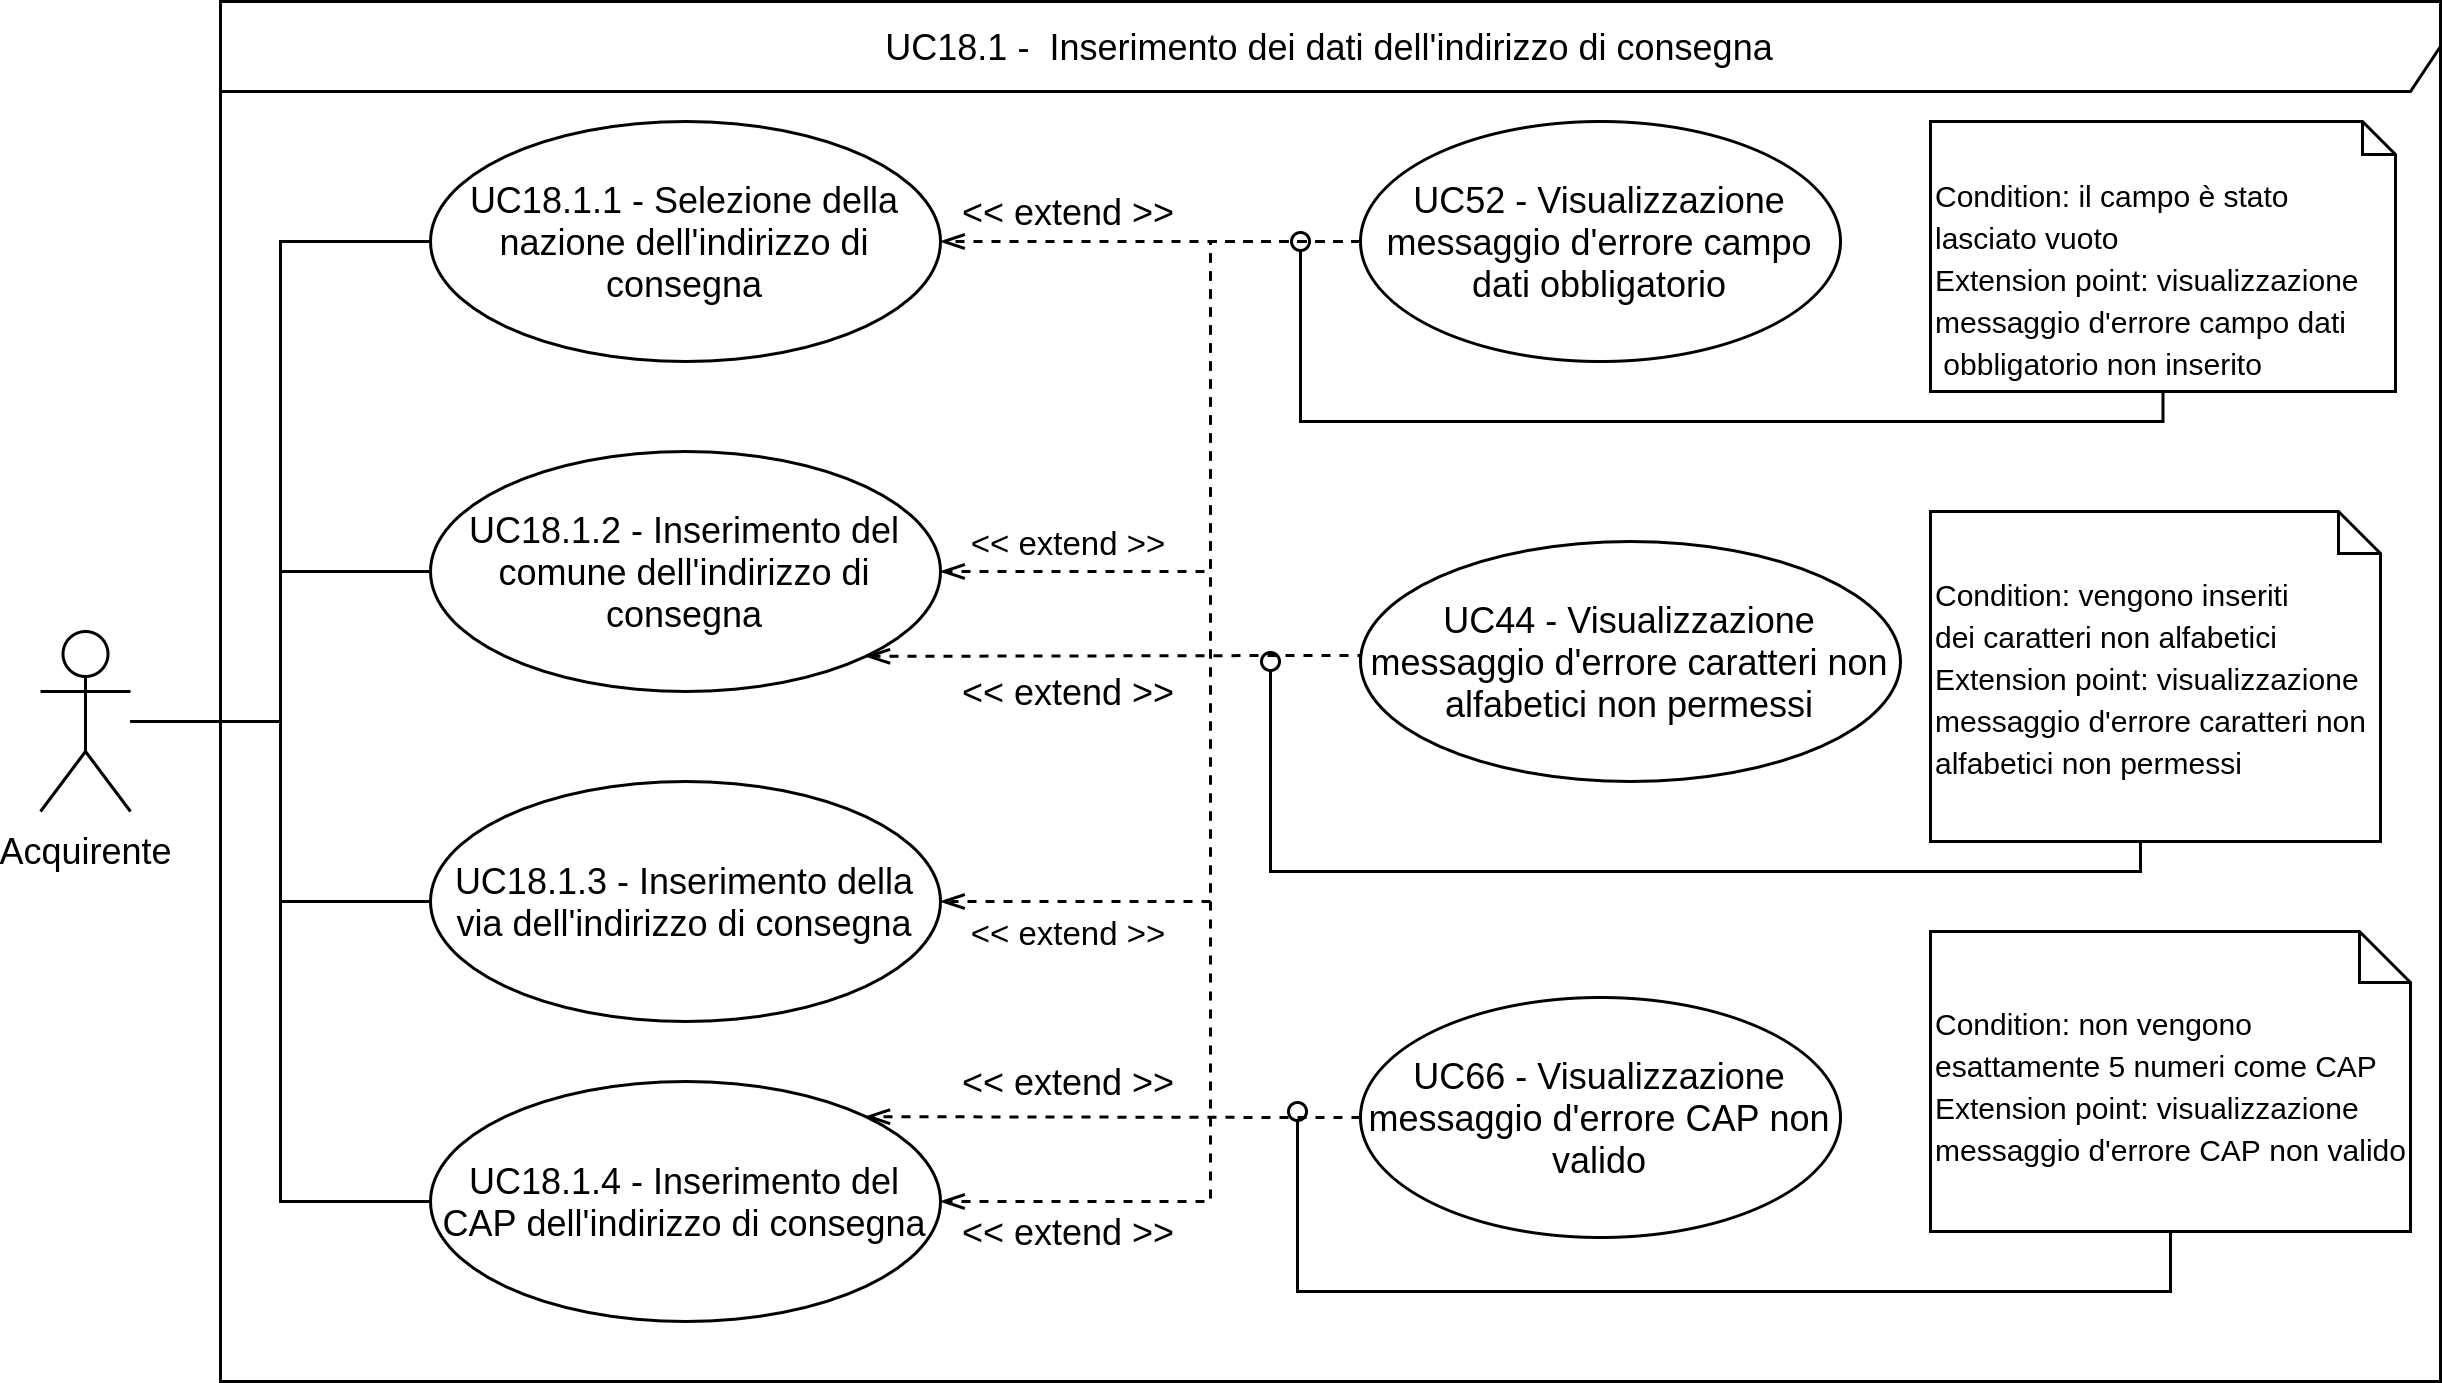 UC18.1 -  Inserimento dei dati dell'indirizzo di consegna
UC18.1.1 - Selezione della
nazione dell'indirizzo di
consegna
<< extend >>
UC52 - Visualizzazione
messaggio d'errore campo
dati obbligatorio
Condition: il campo è stato
lasciato vuoto
Extension point: visualizzazione
messaggio d'errore campo dati
obbligatorio non inserito
UC18.1.2 - Inserimento del
comune dell'indirizzo di
consegna
<< extend >>
<< extend >>
UC44 - Visualizzazione
messaggio d'errore caratteri non
alfabetici non permessi
Condition: vengono inseriti
dei caratteri non alfabetici
Extension point: visualizzazione
messaggio d'errore caratteri non
alfabetici non permessi
Acquirente
UC18.1.3 - Inserimento della
via dell'indirizzo di consegna
<< extend >>
UC18.1.4 - Inserimento del
CAP dell'indirizzo di consegna
<< extend >>
<< extend >>
UC66 - Visualizzazione
messaggio d'errore CAP non
valido
Condition: non vengono
esattamente 5 numeri come CAP
Extension point: visualizzazione
messaggio d'errore CAP non valido